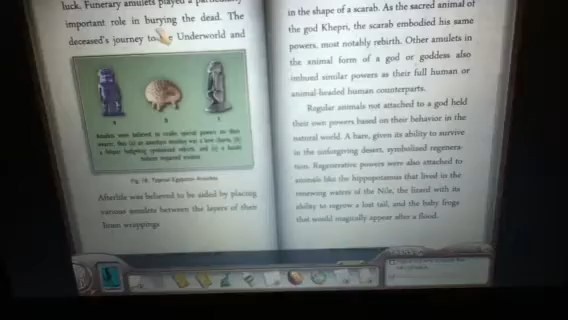 luck. Funerary amulets played a particularly
important role in burying the dead. The
deceased's journey to Underworld and
a b c
Fig. 18. Typical Egyptian Amulets
Afterlife was believed to be aided by placing
various amulets between the layers of their
linen wrappings
in the shape of a scarab. As the sacred animal of
the god Khepri, the scarab embodied his same
powers, most notably rebirth. Other amulets in
the animal form of a god or goddess also
imbued similar powers as their full human or
animal-headed human counterparts.
Regular animals not attached to a god held
their own powers based on their behavior in the
natural world. A hare, given its ability to survive
in the unforgiving desert, symbolized regenera-
tion. Regenerative powers were also attached to
animals like the hippopotamus that lived in the
renewing waters of the Nile, the lizard with its
ability to regrow a lost tail, and the baby frogs
that would magically appear after a flood.